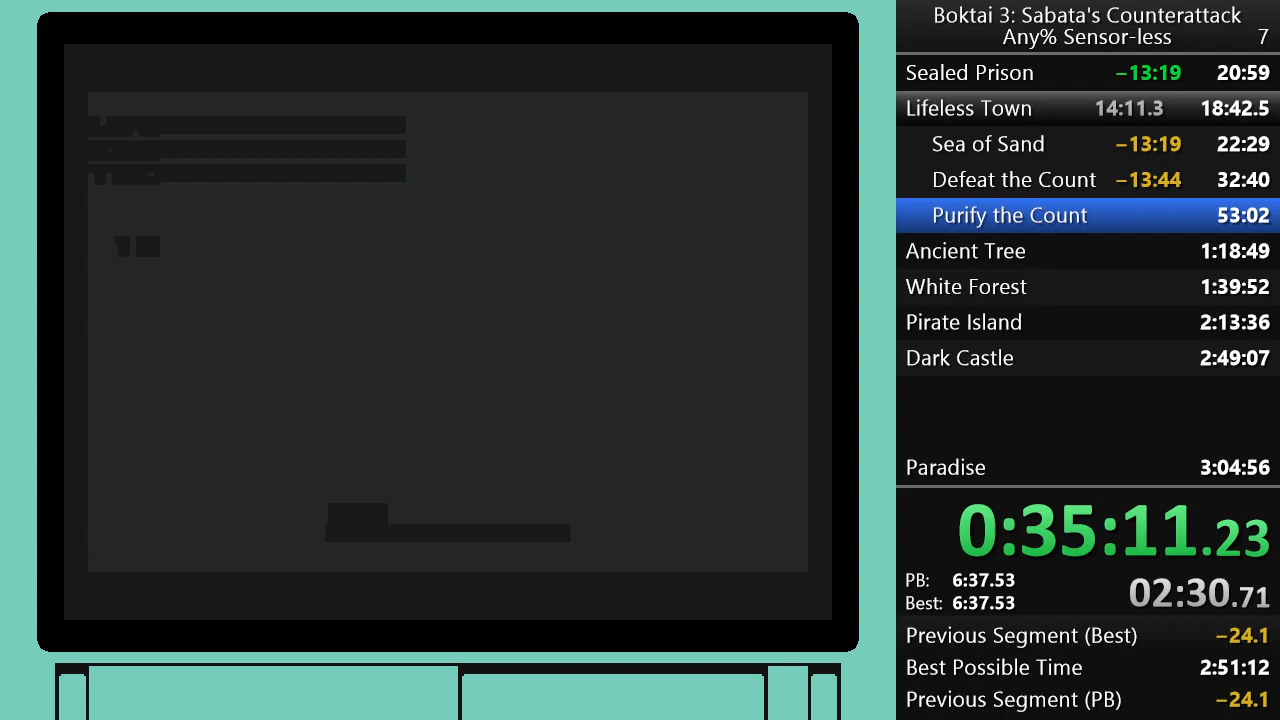 Boktai 3: Sabata's Counterattack
Any% Sensor-less 7
Sealed Prison −13:19 20:59
Lifeless Town 14:11.3 18:42.5
Sea of Sand −13:19 22:29
Defeat the Count −13:44 32:40
Purify the Count 53:02
Ancient Tree 1:18:49
White Forest 1:39:52
Pirate Island 2:13:36
Dark Castle 2:49:07
Paradise 3:04:56
0:35:11.23
PB: 6:37.53
Best: 6:37.53
02:30.71
Previous Segment (Best) −24.1
Best Possible Time 2:51:12
Previous Segment (PB) −24.1